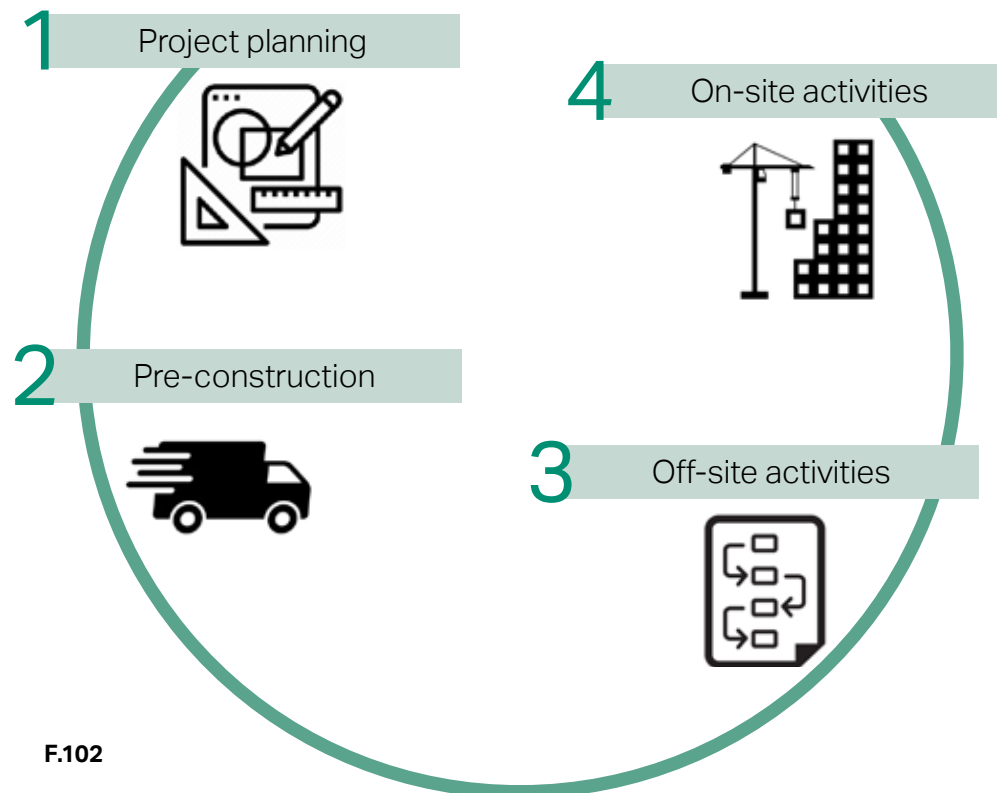 1 Project planning
2 Pre-construction
3 Off-site activities
4 On-site activities
F.102